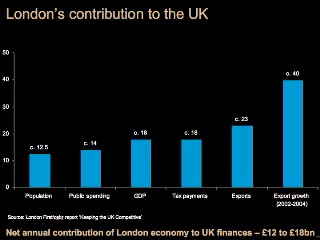 London's contribution to the UK
50
40
30
20
10
0
c. 12.5
c. 14
18
18
c. 23
c. 40
Population
Public spending
GDP
Tax payments
Exports
Export growth
(2002-2004)
Source: London First/ report 'Keeping the UK Competitive'
Net annual contribution of London economy to UK finances – £12 to £18bn